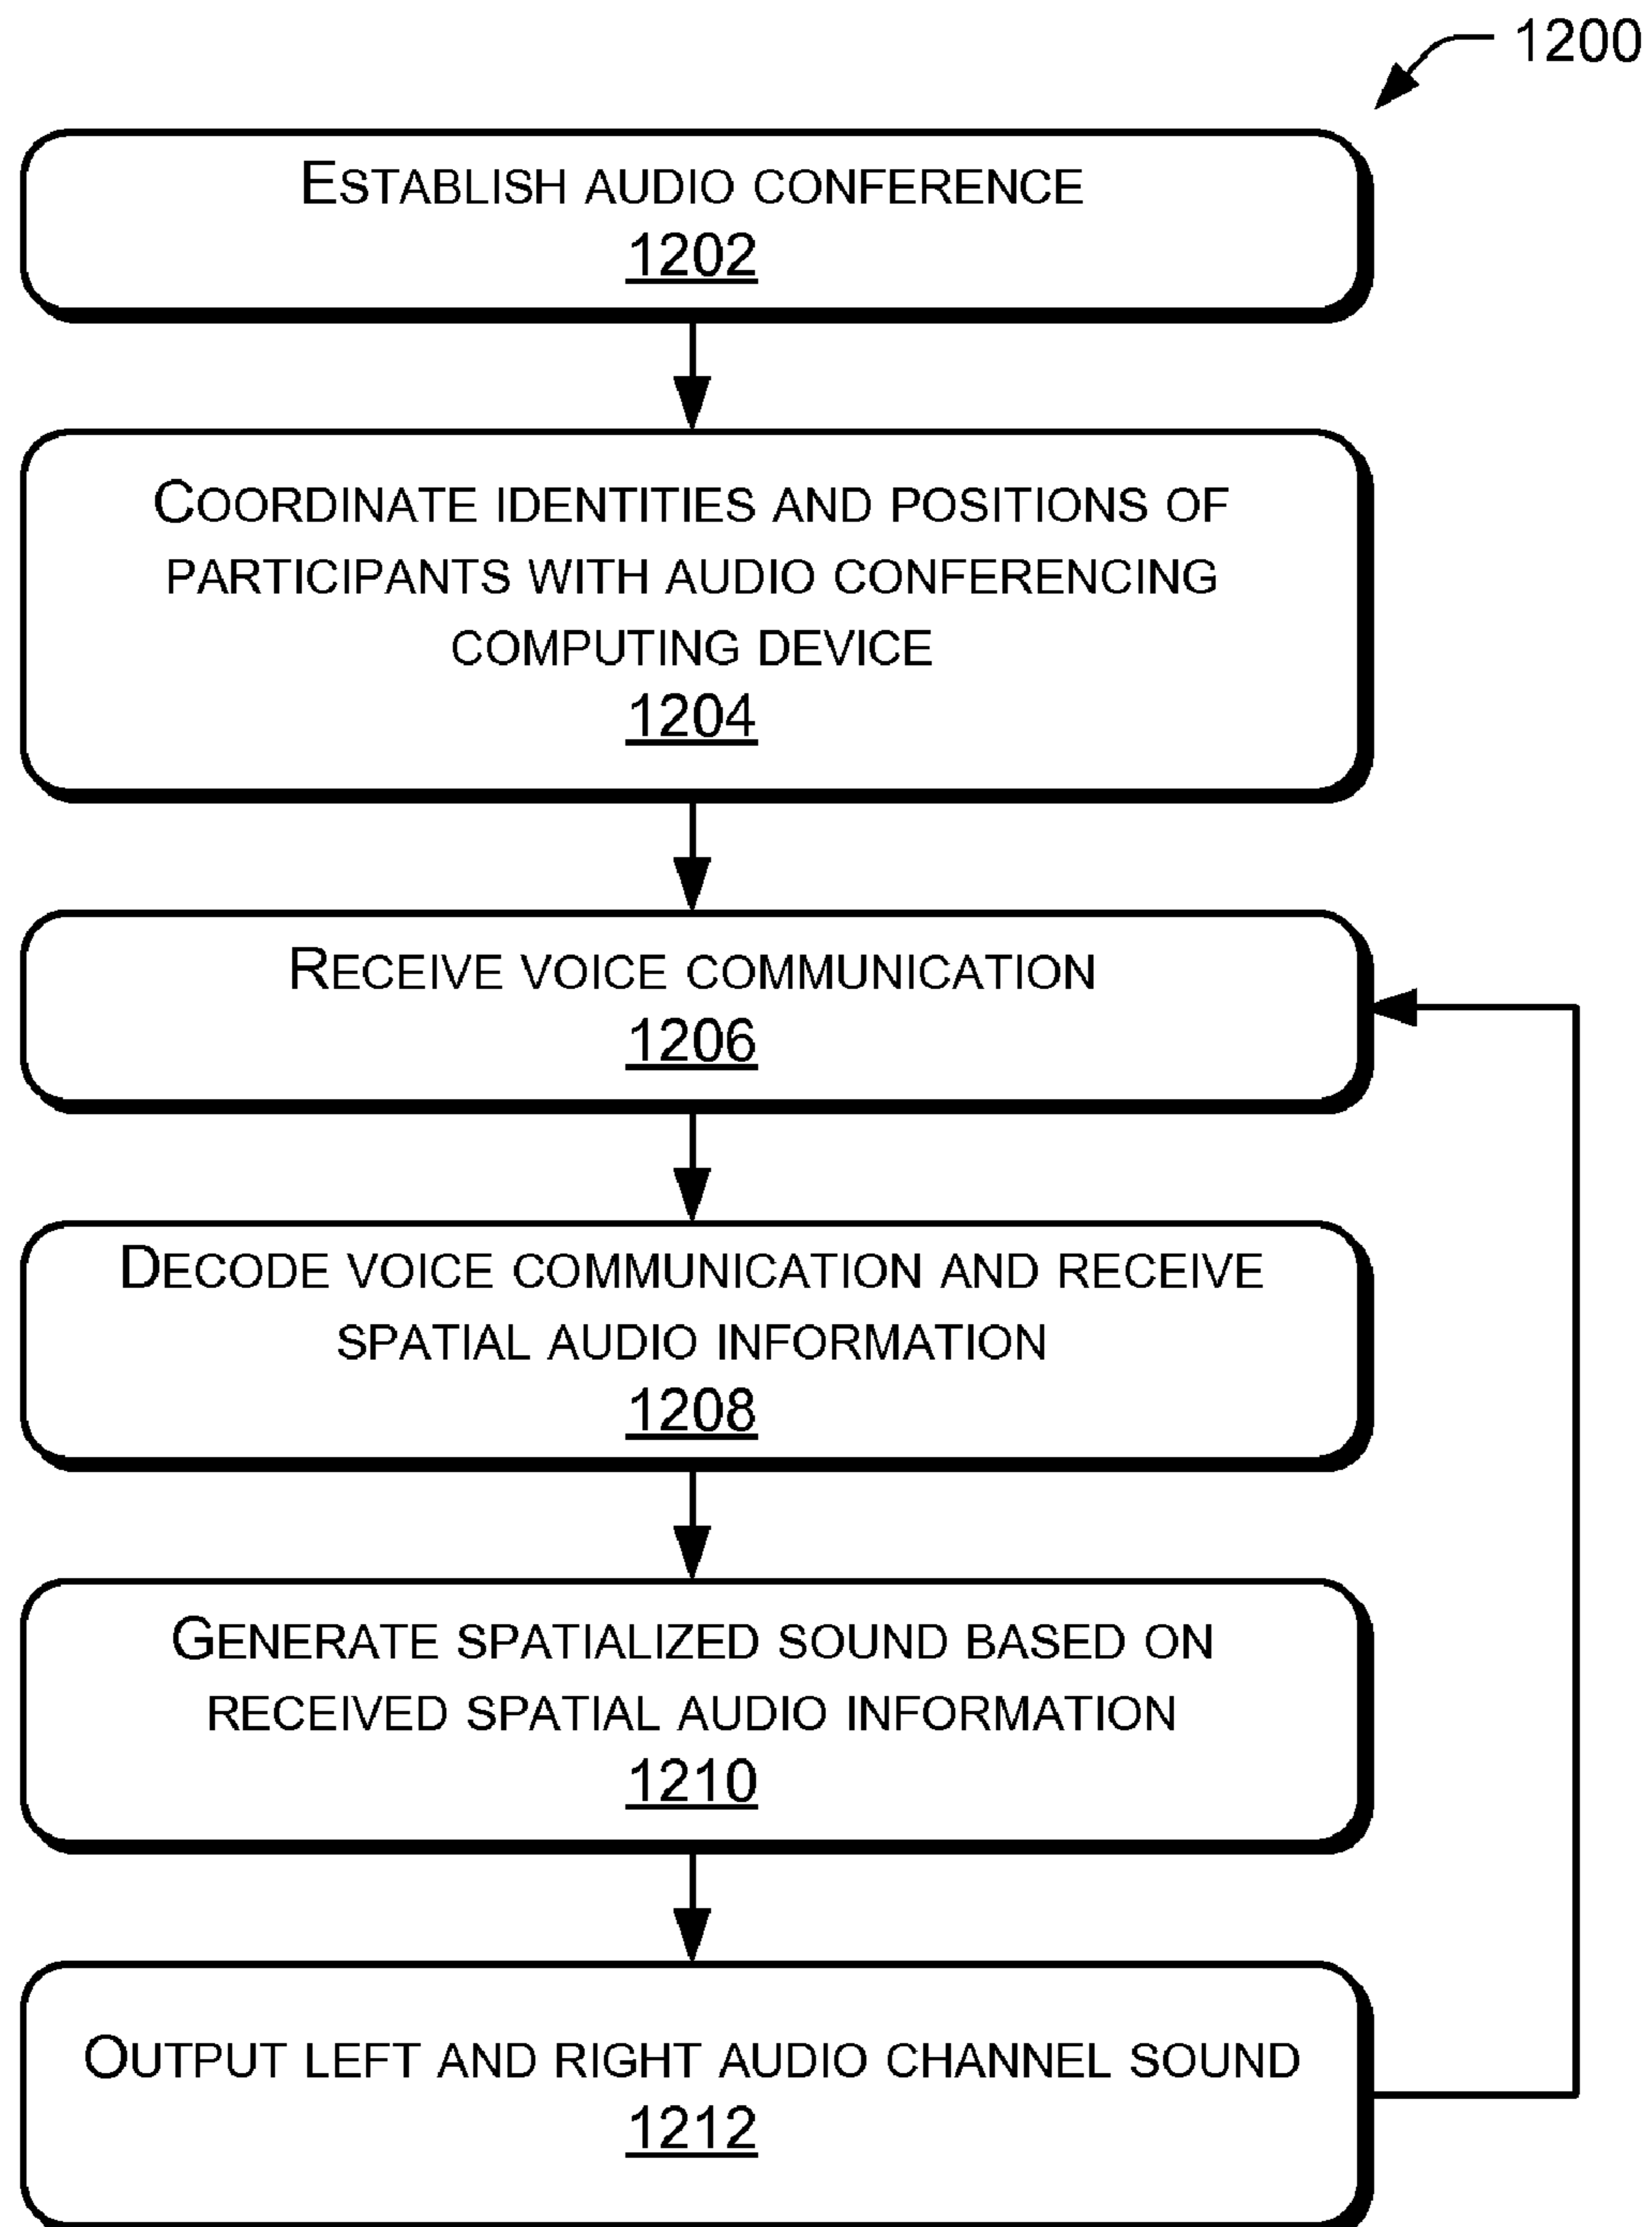 1200
ESTABLISH AUDIO CONFERENCE
1202
COORDINATE IDENTITIES AND POSITIONS OF
PARTICIPANTS WITH AUDIO CONFERENCING
COMPUTING DEVICE
1204
RECEIVE VOICE COMMUNICATION
1206
DECODE VOICE COMMUNICATION AND RECEIVE
SPATIAL AUDIO INFORMATION
1208
GENERATE SPATIALIZED SOUND BASED ON
RECEIVED SPATIAL AUDIO INFORMATION
1210
OUTPUT LEFT AND RIGHT AUDIO CHANNEL SOUND
1212